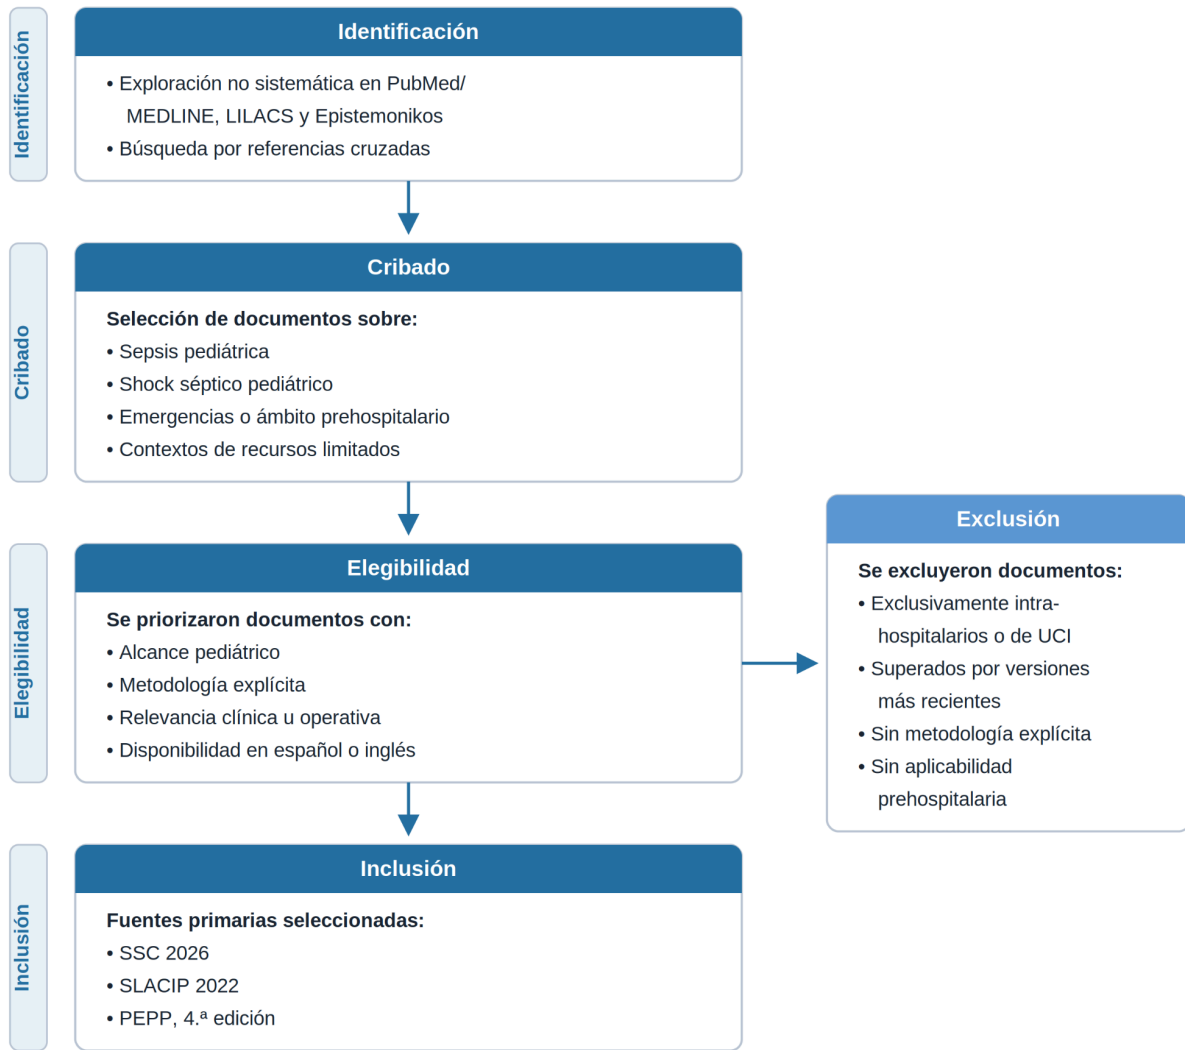 Identificación
Identificación
• Exploración no sistemática en PubMed/
MEDLINE, LILACS y Epistemonikos
• Búsqueda por referencias cruzadas
Cribado
Cribado
Selección de documentos sobre:
• Sepsis pediátrica
• Shock séptico pediátrico
• Emergencias o ámbito prehospitalario
• Contextos de recursos limitados
Elegibilidad
Elegibilidad
Se priorizaron documentos con:
• Alcance pediátrico
• Metodología explícita
• Relevancia clínica u operativa
• Disponibilidad en español o inglés
Exclusión
Se excluyeron documentos:
• Exclusivamente intra-
hospitalarios o de UCI
• Superados por versiones
más recientes
• Sin metodología explícita
• Sin aplicabilidad
prehospitalaria
Inclusión
Inclusión
Fuentes primarias seleccionadas:
• SSC 2026
• SLACIP 2022
• PEPP, 4.ª edición